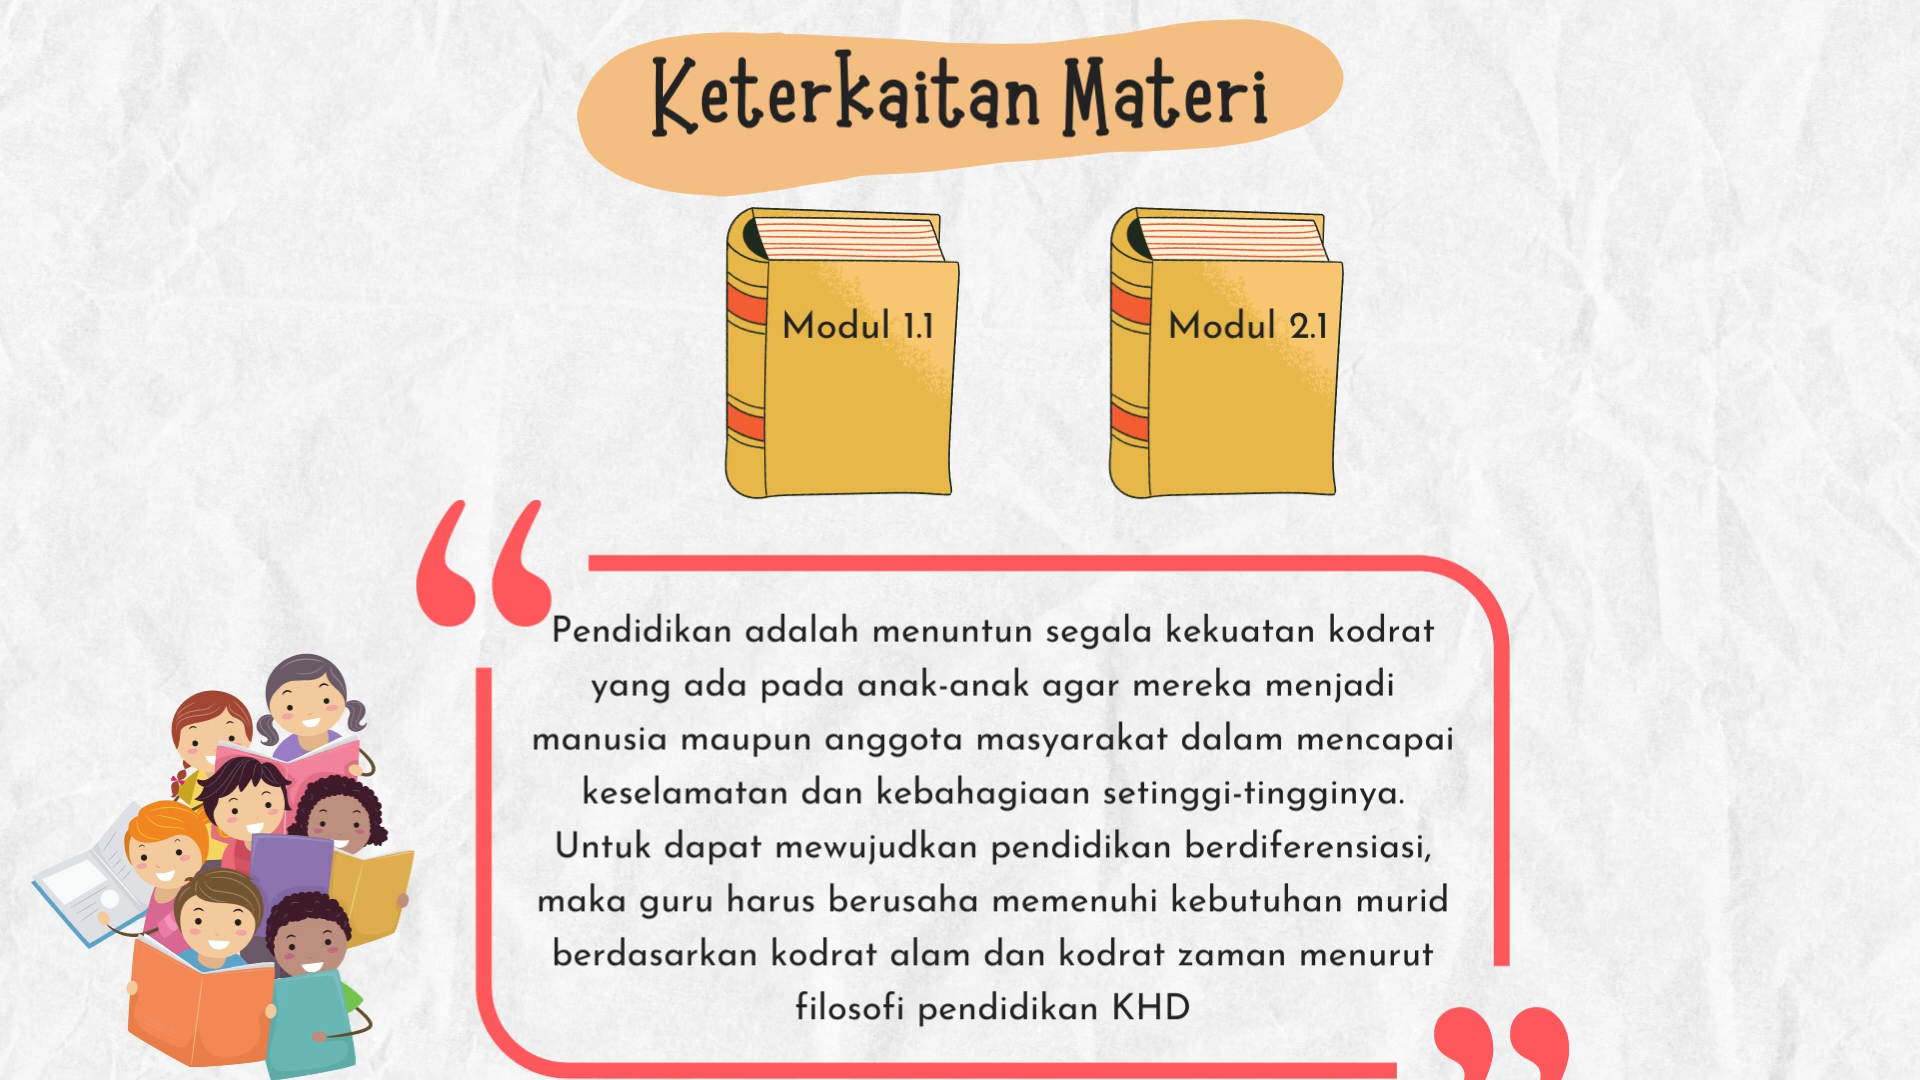 Keterkaitan Materi
Modul 1.1
Modul 2.1
Pendidikan adalah menuntun segala kekuatan kodrat
yang ada pada anak-anak agar mereka menjadi
manusia maupun anggota masyarakat dalam mencapai
keselamatan dan kebahagiaan setinggi-tingginya.
Untuk dapat mewujudkan pendidikan berdiferensiasi,
maka guru harus berusaha memenuhi kebutuhan murid
berdasarkan kodrat alam dan kodrat zaman menurut
filosofi pendidikan KHD